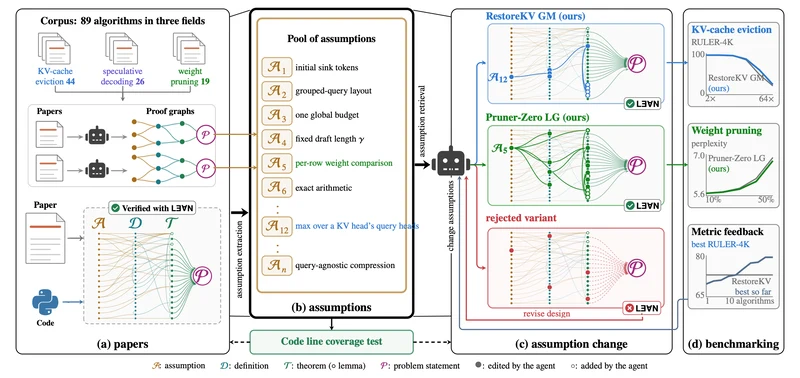 Corpus: 89 algorithms in three fields
KV-cache
eviction 44
speculative
decoding 26
weight
pruning 19
Papers
Proof graphs
P
Paper
Verified with L∃∀N
A
D
T
P
Code
(a) papers
assumption extraction
Pool of assumptions
A1 initial sink tokens
A2 grouped-query layout
A3 one global budget
A4 fixed draft length γ
A5 per-row weight comparison
A6 exact arithmetic
:
A12 max over a KV head's query heads
:
An query-agnostic compression
(b) assumptions
Code line coverage test
assumption retrieval
change assumptions
RestoreKV GM (ours)
A12
P
L∃∀N
Pruner-Zero LG (ours)
A5
P
L∃∀N
rejected variant
P
L∃∀N
revise design
(c) assumption change
KV-cache eviction
RULER-4K
100
50
0
RestoreKV GM
(ours)
2×
64×
Weight pruning
perplexity
7.0
Pruner-Zero LG
(ours)
5.6
10%
50%
Metric feedback
best RULER-4K
80
RestoreKV
best so far
65
1
10 algorithms
(d) benchmarking
A: assumption
D: definition
T: theorem (○ lemma)
P: problem statement
●: edited by the agent
○: added by the agent